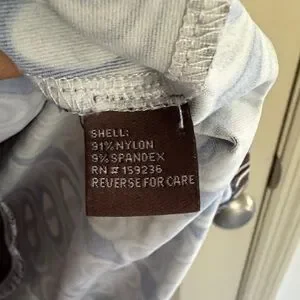 SHELL:
91% NYLON
9% SPANDEX
RN # 159236
REVERSE FOR CARE